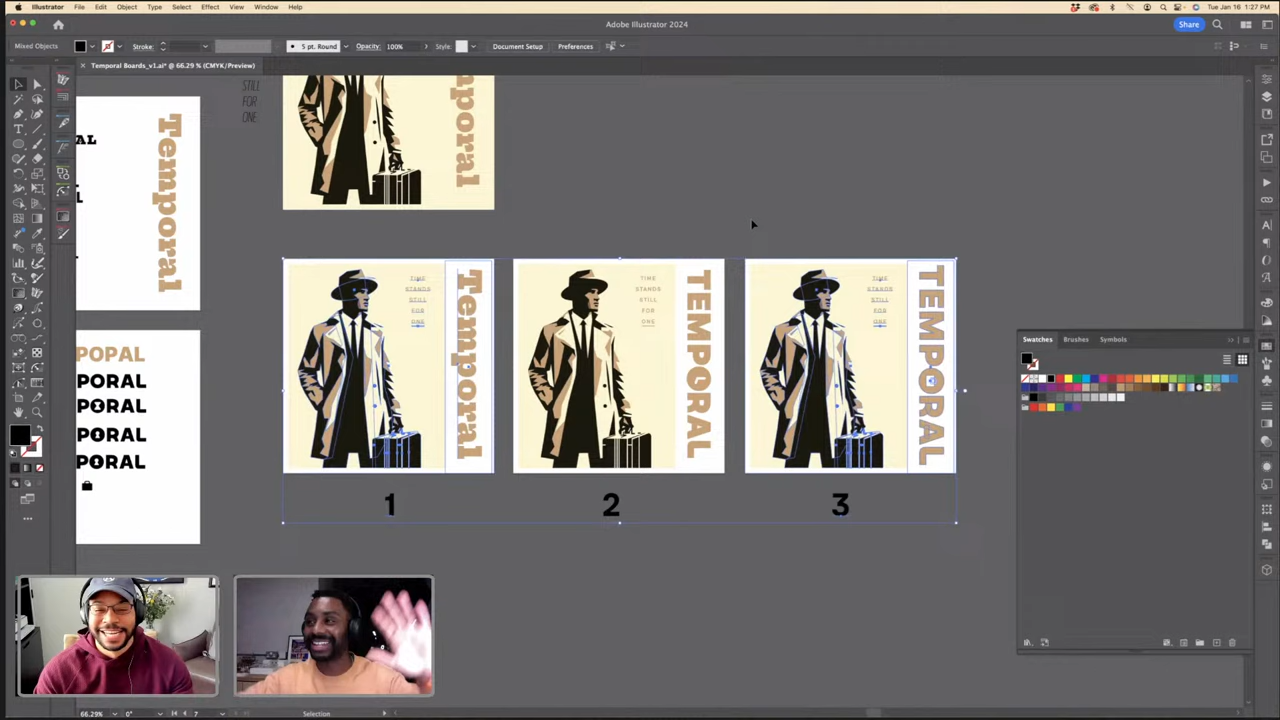 Illustrator File Edit Object Type Select Effect View Window Help
Tue Jan 16 1:27 PM
Adobe Illustrator 2024
Share
Mixed Objects
Stroke:
5 pt. Round
Opacity: 100%
Style:
Document Setup
Preferences
× Temporal Boards_v1.ai* @ 66.29 % (CMYK/Preview)
STILL
FOR
ONE
Temporal
AL
L
Temporal
POPAL
PORAL
PORAL
PORAL
PORAL
TIME
STANDS
STILL
FOR
ONE
Temporal
TIME
STANDS
STILL
FOR
ONE
TEMPORAL
TIME
STANDS
STILL
FOR
ONE
TEMPORAL
1
2
3
Swatches
Brushes
Symbols
66.29%
0°
7
Selection